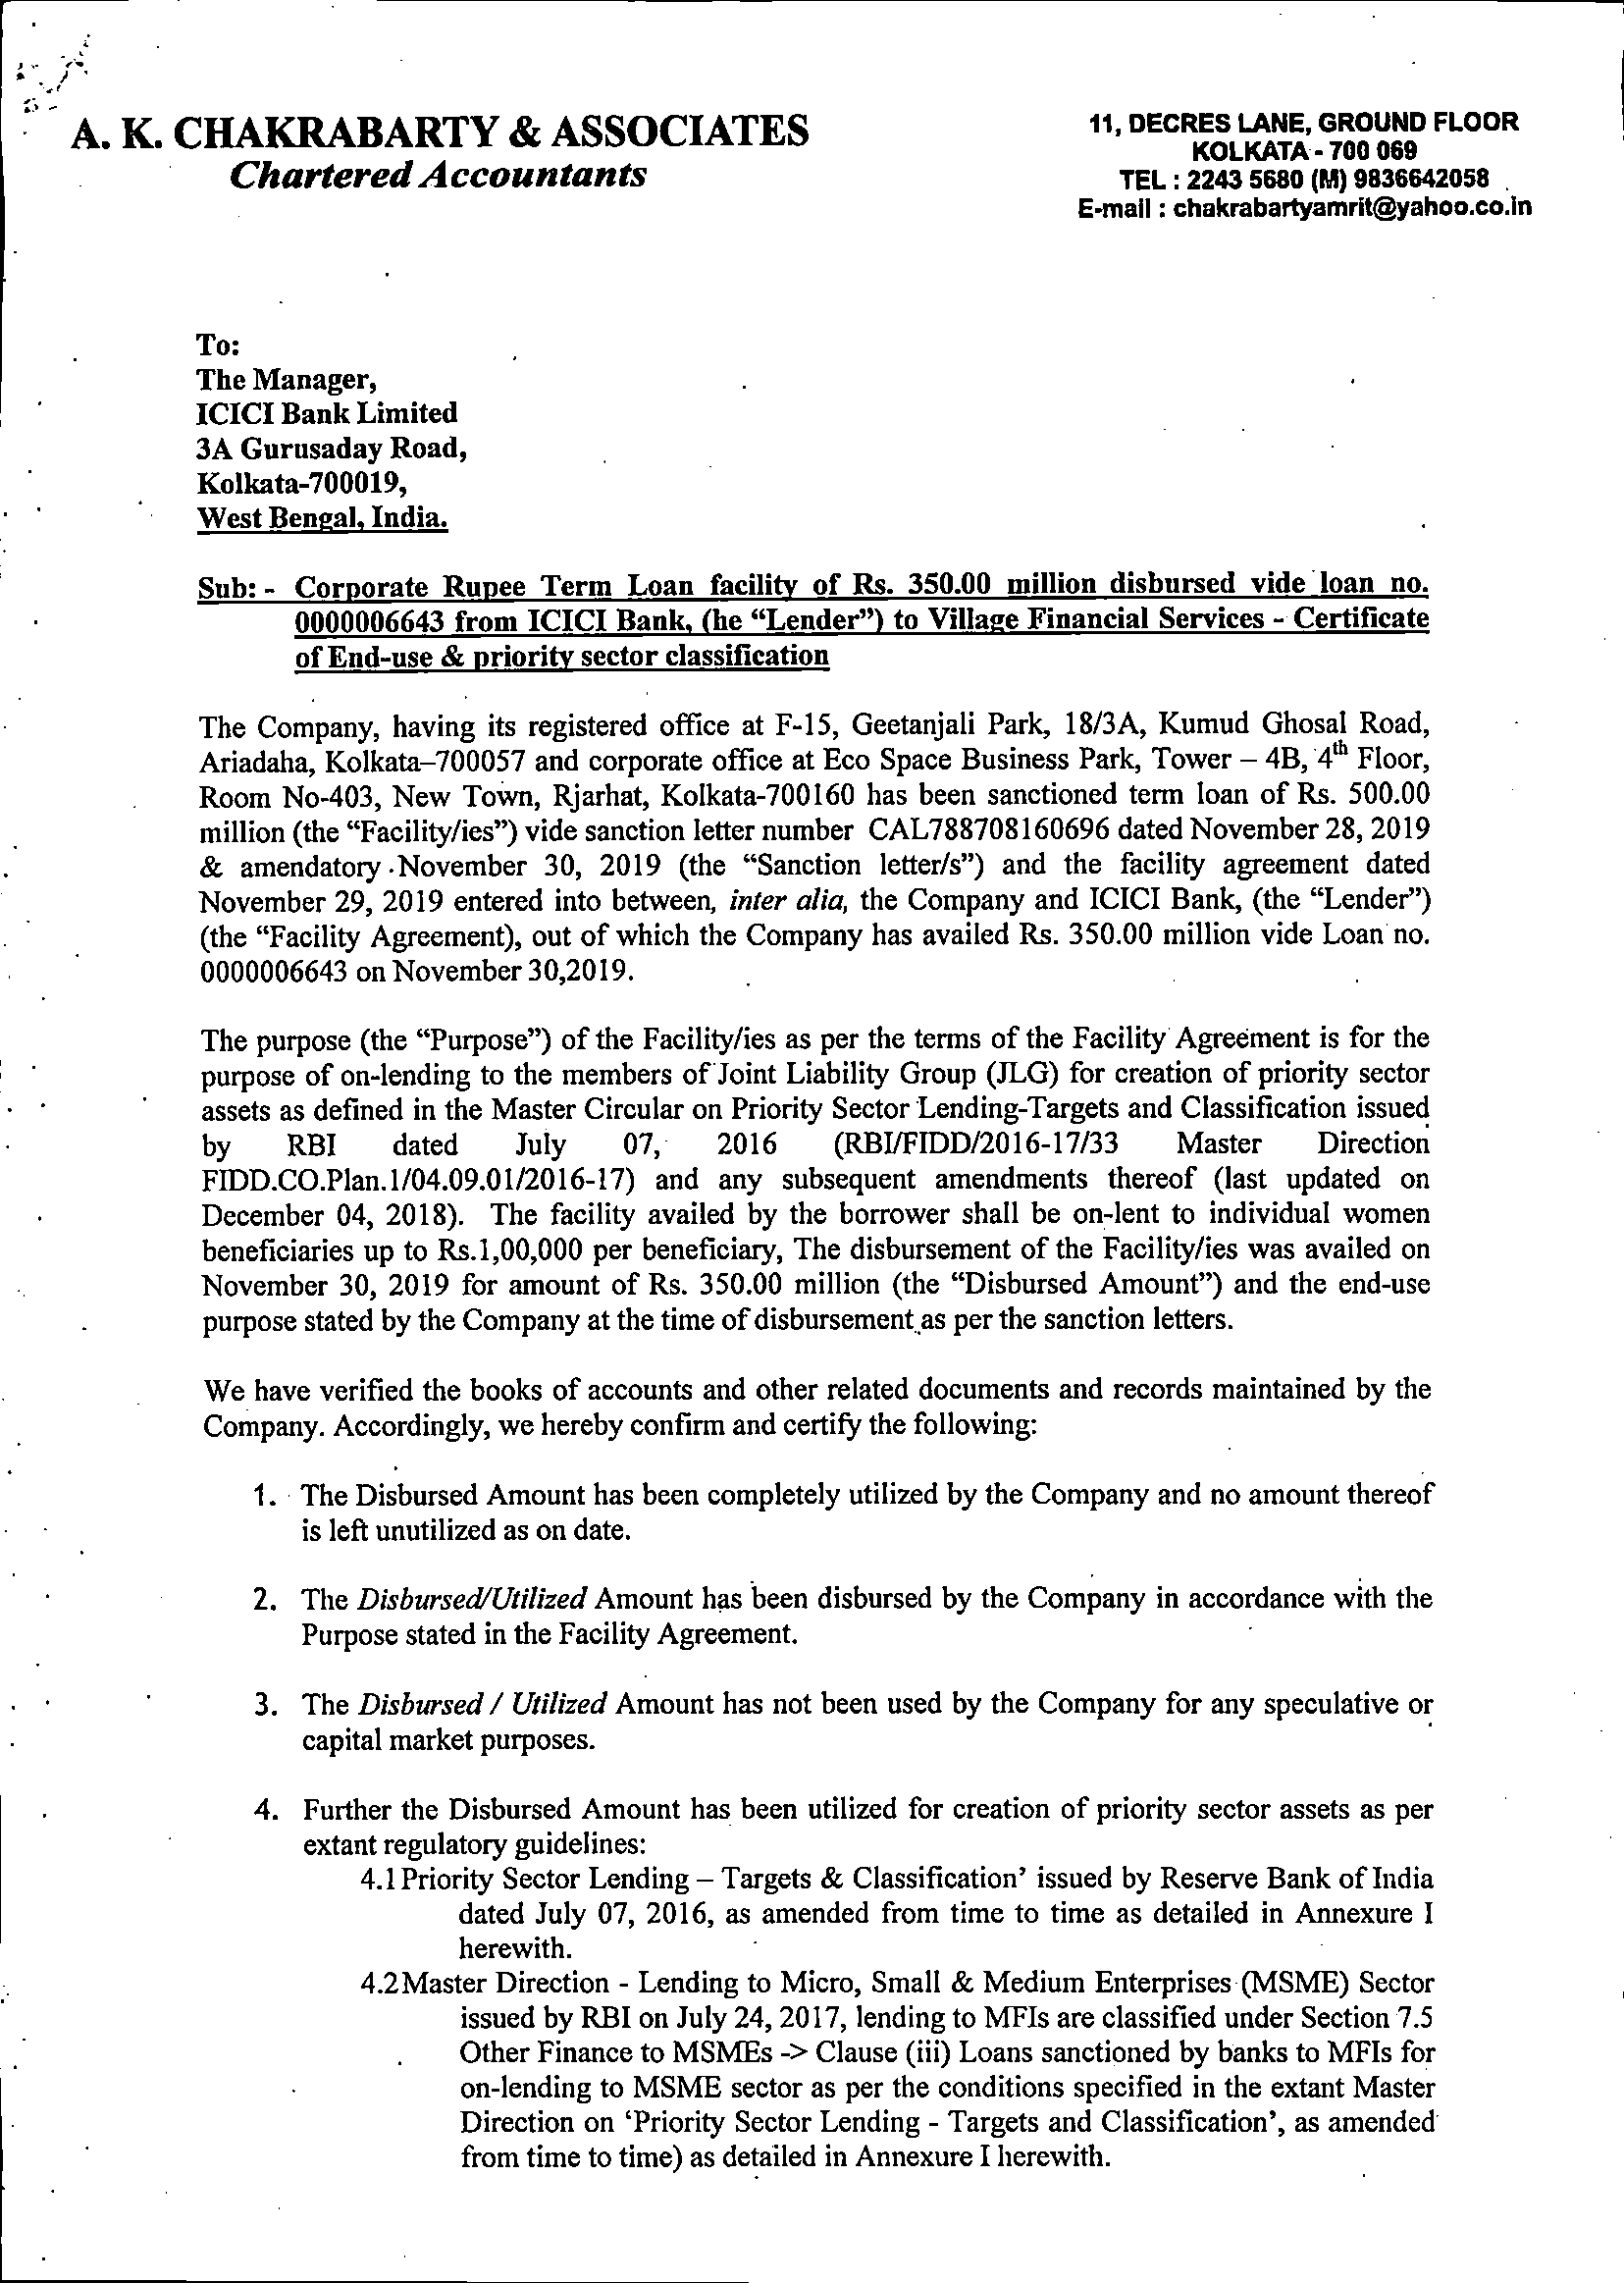 A. K. CHAKRABARTY & ASSOCIATES
Chartered Accountants
11, DECRES LANE, GROUND FLOOR
KOLKATA - 700 069
TEL : 2243 5680 (M) 9836642058
E-mail : chakrabartyamrit@yahoo.co.in
To:
The Manager,
ICICI Bank Limited
3A Gurusaday Road,
Kolkata-700019,
West Bengal, India.
Sub: - Corporate Rupee Term Loan facility of Rs. 350.00 million disbursed vide loan no.
0000006643 from ICICI Bank, (he “Lender”) to Village Financial Services - Certificate
of End-use & priority sector classification
The Company, having its registered office at F-15, Geetanjali Park, 18/3A, Kumud Ghosal Road,
Ariadaha, Kolkata–700057 and corporate office at Eco Space Business Park, Tower – 4B, 4th Floor,
Room No-403, New Town, Rjarhat, Kolkata-700160 has been sanctioned term loan of Rs. 500.00
million (the “Facility/ies”) vide sanction letter number CAL788708160696 dated November 28, 2019
& amendatory November 30, 2019 (the “Sanction letter/s”) and the facility agreement dated
November 29, 2019 entered into between, inter alia, the Company and ICICI Bank, (the “Lender”)
(the “Facility Agreement), out of which the Company has availed Rs. 350.00 million vide Loan no.
0000006643 on November 30,2019.
The purpose (the “Purpose”) of the Facility/ies as per the terms of the Facility Agreement is for the
purpose of on-lending to the members of Joint Liability Group (JLG) for creation of priority sector
assets as defined in the Master Circular on Priority Sector Lending-Targets and Classification issued
by RBI dated July 07, 2016 (RBI/FIDD/2016-17/33 Master Direction
FIDD.CO.Plan.1/04.09.01/2016-17) and any subsequent amendments thereof (last updated on
December 04, 2018). The facility availed by the borrower shall be on-lent to individual women
beneficiaries up to Rs.1,00,000 per beneficiary, The disbursement of the Facility/ies was availed on
November 30, 2019 for amount of Rs. 350.00 million (the “Disbursed Amount”) and the end-use
purpose stated by the Company at the time of disbursement as per the sanction letters.
We have verified the books of accounts and other related documents and records maintained by the
Company. Accordingly, we hereby confirm and certify the following:
1. The Disbursed Amount has been completely utilized by the Company and no amount thereof
is left unutilized as on date.
2. The Disbursed/Utilized Amount has been disbursed by the Company in accordance with the
Purpose stated in the Facility Agreement.
3. The Disbursed / Utilized Amount has not been used by the Company for any speculative or
capital market purposes.
4. Further the Disbursed Amount has been utilized for creation of priority sector assets as per
extant regulatory guidelines:
4.1 Priority Sector Lending – Targets & Classification’ issued by Reserve Bank of India
dated July 07, 2016, as amended from time to time as detailed in Annexure I
herewith.
4.2 Master Direction - Lending to Micro, Small & Medium Enterprises (MSME) Sector
issued by RBI on July 24, 2017, lending to MFIs are classified under Section 7.5
Other Finance to MSMEs -> Clause (iii) Loans sanctioned by banks to MFIs for
on-lending to MSME sector as per the conditions specified in the extant Master
Direction on ‘Priority Sector Lending - Targets and Classification’, as amended
from time to time) as detailed in Annexure I herewith.